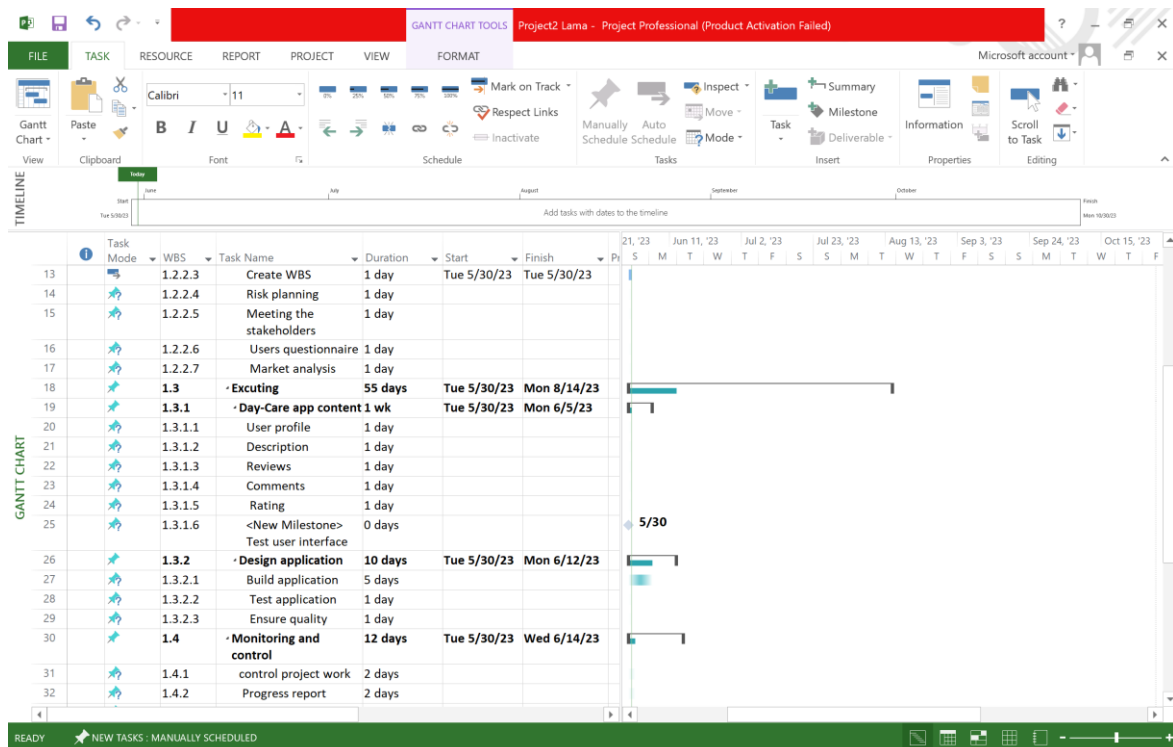 GANTT CHART TOOLS Project2 Lama - Project Professional (Product Activation Failed)
FILE TASK RESOURCE REPORT PROJECT VIEW FORMAT Microsoft account
Gantt Chart
View
Paste
Clipboard
Calibri 11
B I U A
Font
0% 25% 50% 75% 100%
Mark on Track
Respect Links
Inactivate
Schedule
Manually Schedule
Auto Schedule
Inspect
Move
Mode
Tasks
Task
Summary
Milestone
Deliverable
Insert
Information
Properties
Scroll to Task
Editing
TIMELINE
Today
June July August September October
Start
Tue 5/30/23
Add tasks with dates to the timeline
Finish
Mon 10/30/23
GANTT CHART
Task Mode WBS Task Name Duration Start Finish
21, '23 Jun 11, '23 Jul 2, '23 Jul 23, '23 Aug 13, '23 Sep 3, '23 Sep 24, '23 Oct 15, '23
S M T W T F S S M T W T F S S M T W T F
13 1.2.2.3 Create WBS 1 day Tue 5/30/23 Tue 5/30/23
14 1.2.2.4 Risk planning 1 day
15 1.2.2.5 Meeting the 1 day
stakeholders
16 1.2.2.6 Users questionnaire 1 day
17 1.2.2.7 Market analysis 1 day
18 1.3 Excuting 55 days Tue 5/30/23 Mon 8/14/23
19 1.3.1 Day-Care app content 1 wk Tue 5/30/23 Mon 6/5/23
20 1.3.1.1 User profile 1 day
21 1.3.1.2 Description 1 day
22 1.3.1.3 Reviews 1 day
23 1.3.1.4 Comments 1 day
24 1.3.1.5 Rating 1 day
25 1.3.1.6 <New Milestone> 0 days 5/30
Test user interface
26 1.3.2 Design application 10 days Tue 5/30/23 Mon 6/12/23
27 1.3.2.1 Build application 5 days
28 1.3.2.2 Test application 1 day
29 1.3.2.3 Ensure quality 1 day
30 1.4 Monitoring and 12 days Tue 5/30/23 Wed 6/14/23
control
31 1.4.1 control project work 2 days
32 1.4.2 Progress report 2 days
READY NEW TASKS : MANUALLY SCHEDULED